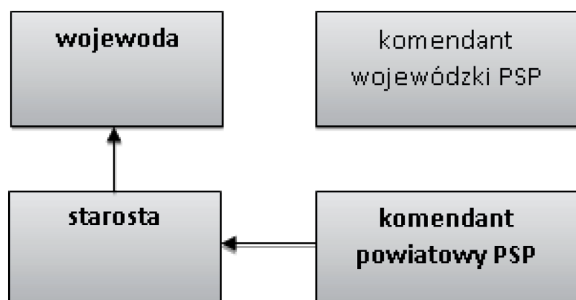 wojewoda
komendant
wojewódzki PSP
starosta
komendant
powiatowy PSP